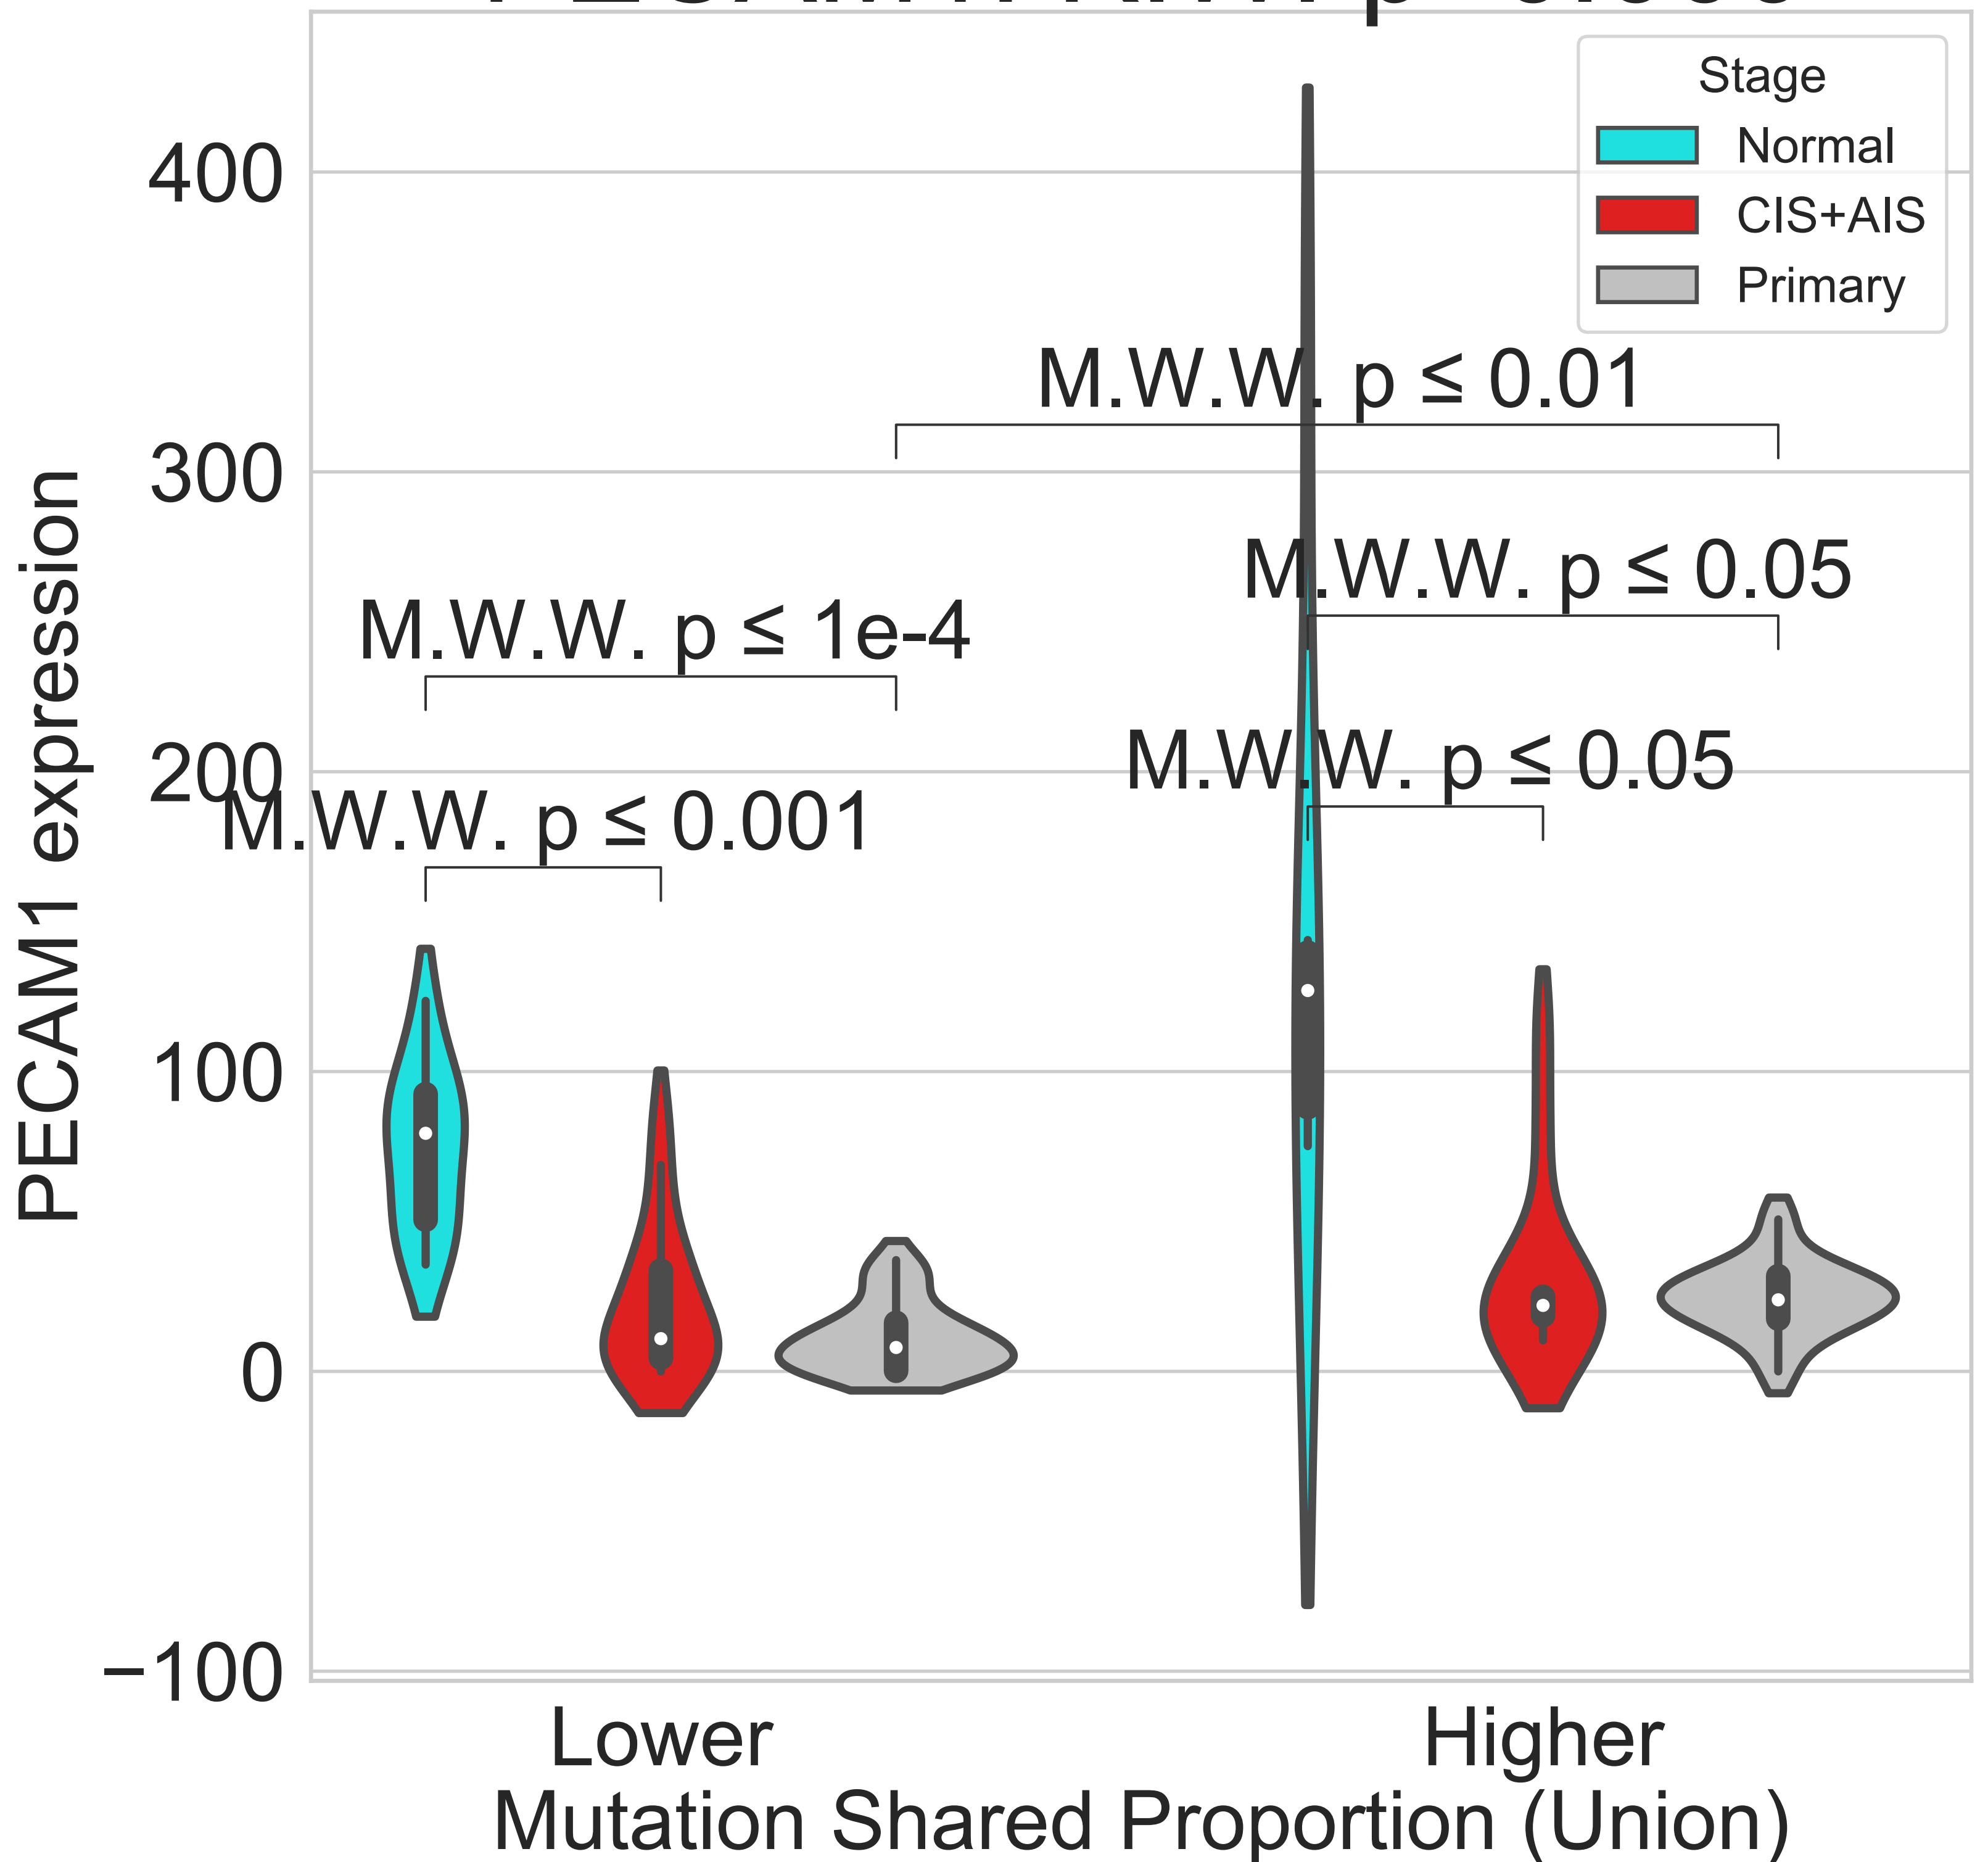 Stage
Normal
CIS+AIS
Primary
400
300
200
100
0
−100
PECAM1 expression
M.W.W. p ≤ 0.01
M.W.W. p ≤ 0.05
M.W.W. p ≤ 1e-4
M.W.W. p ≤ 0.05
M.W.W. p ≤ 0.001
Lower
Higher
Mutation Shared Proportion (Union)